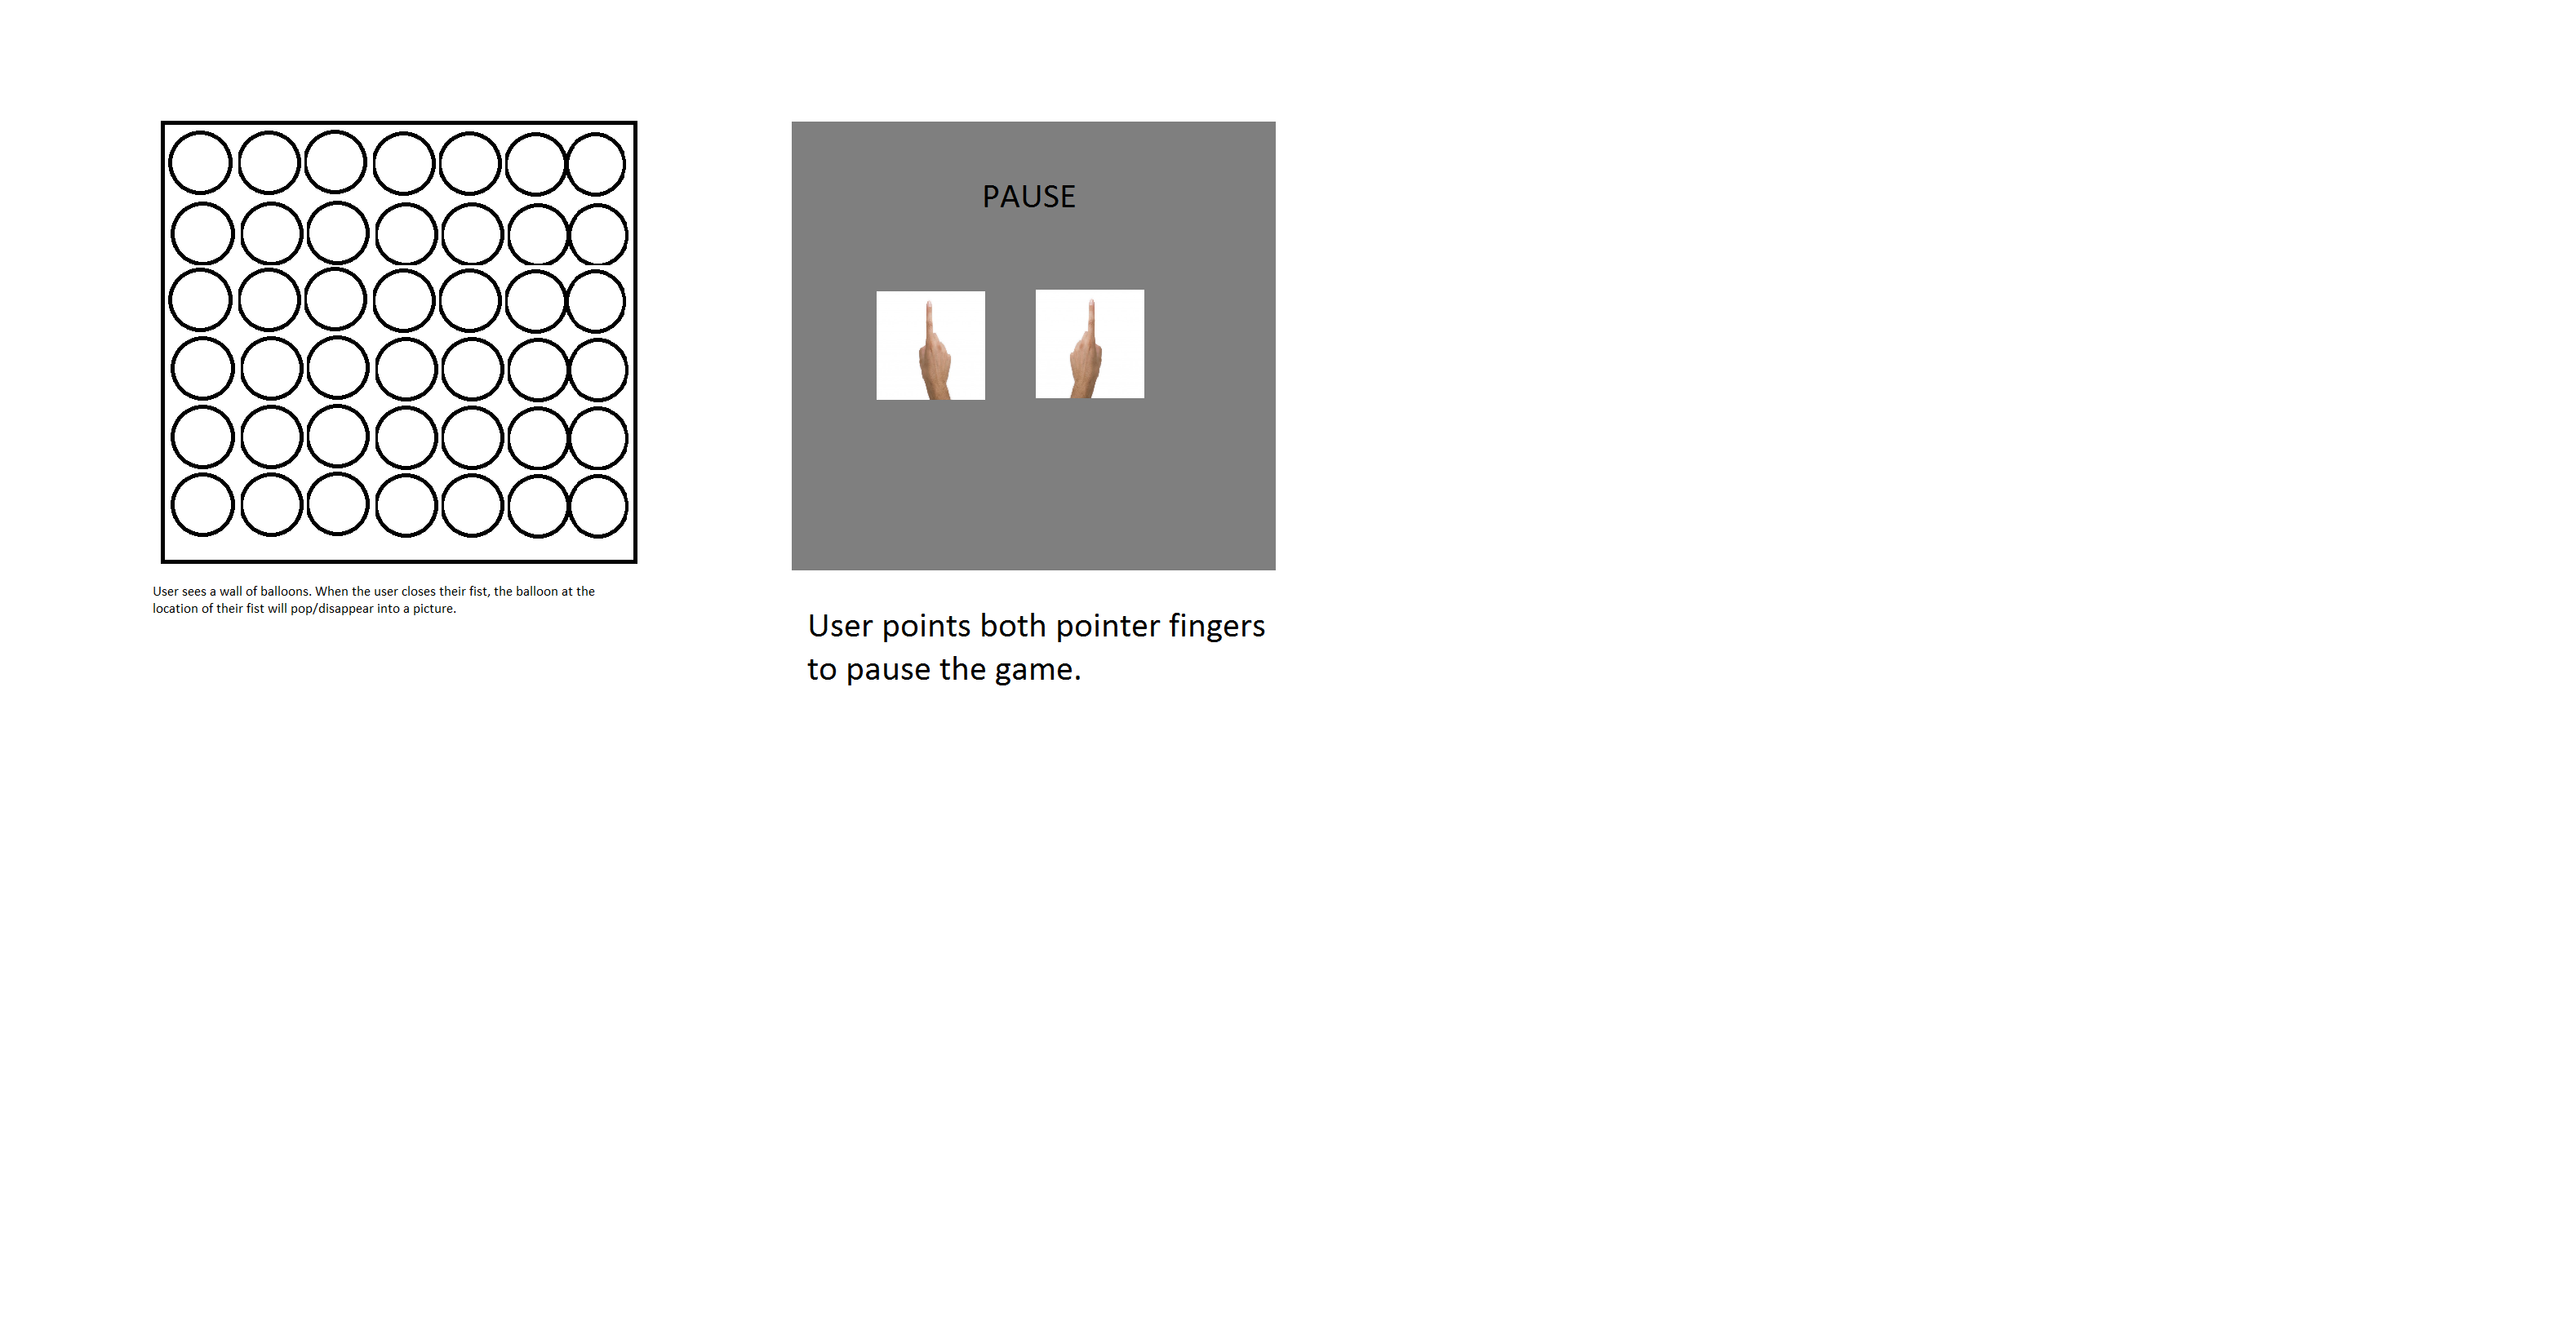 User sees a wall of balloons. When the user closes their fist, the balloon at the
location of their fist will pop/disappear into a picture.
PAUSE
User points both pointer fingers
to pause the game.